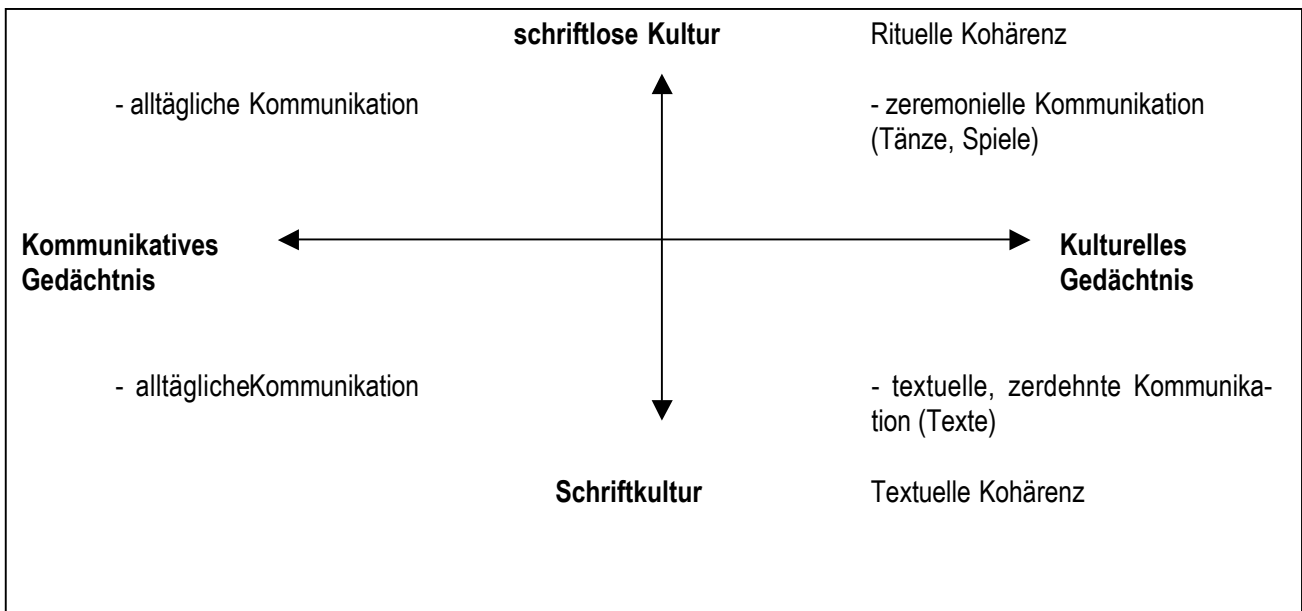 schriftlose Kultur Rituelle Kohärenz
- alltägliche Kommunikation - zeremonielle Kommunikation
(Tänze, Spiele)
Kommunikatives Kulturelles
Gedächtnis Gedächtnis
- alltäglicheKommunikation - textuelle, zerdehnte Kommunika-
tion (Texte)
Schriftkultur Textuelle Kohärenz